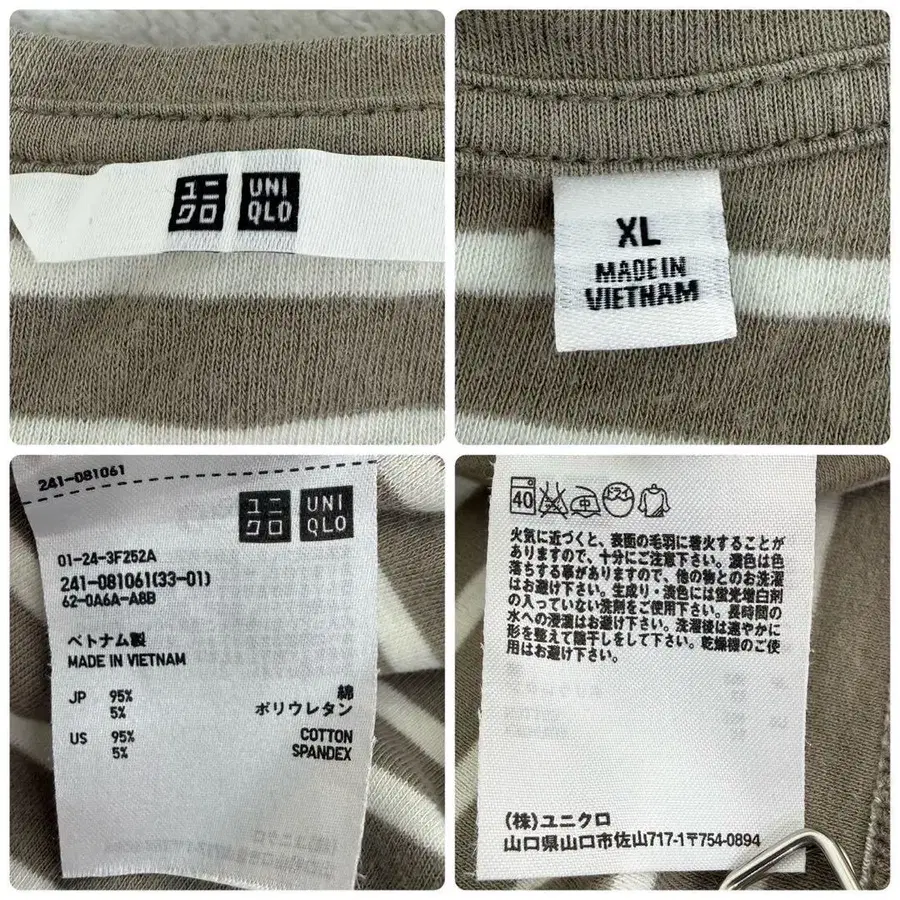 ユニ
クロ
UNI
QLO
XL
MADE IN
VIETNAM
241-081061
ユニ
クロ
UNI
QLO
01-24-3F252A
241-081061(33-01)
62-0A6A-A8B
ベトナム製
MADE IN VIETNAM
JP 95% 綿
5% ポリウレタン
US 95% COTTON
5% SPANDEX
40 ドライ
火気に近づくと、表面の毛羽に着火することが
ありますので、十分にご注意下さい。濃色は色
落ちする事がありますので、他の物とのお洗濯
はお避け下さい。生成り・淡色には蛍光増白剤
の入っていない洗剤をご使用下さい。長時間の
水への浸漬はお避け下さい。洗濯後は速やかに
形を整えて陰干しをして下さい。乾燥機のご使
用はお避け下さい。
(株)ユニクロ
山口県山口市佐山717-1〒754-0894